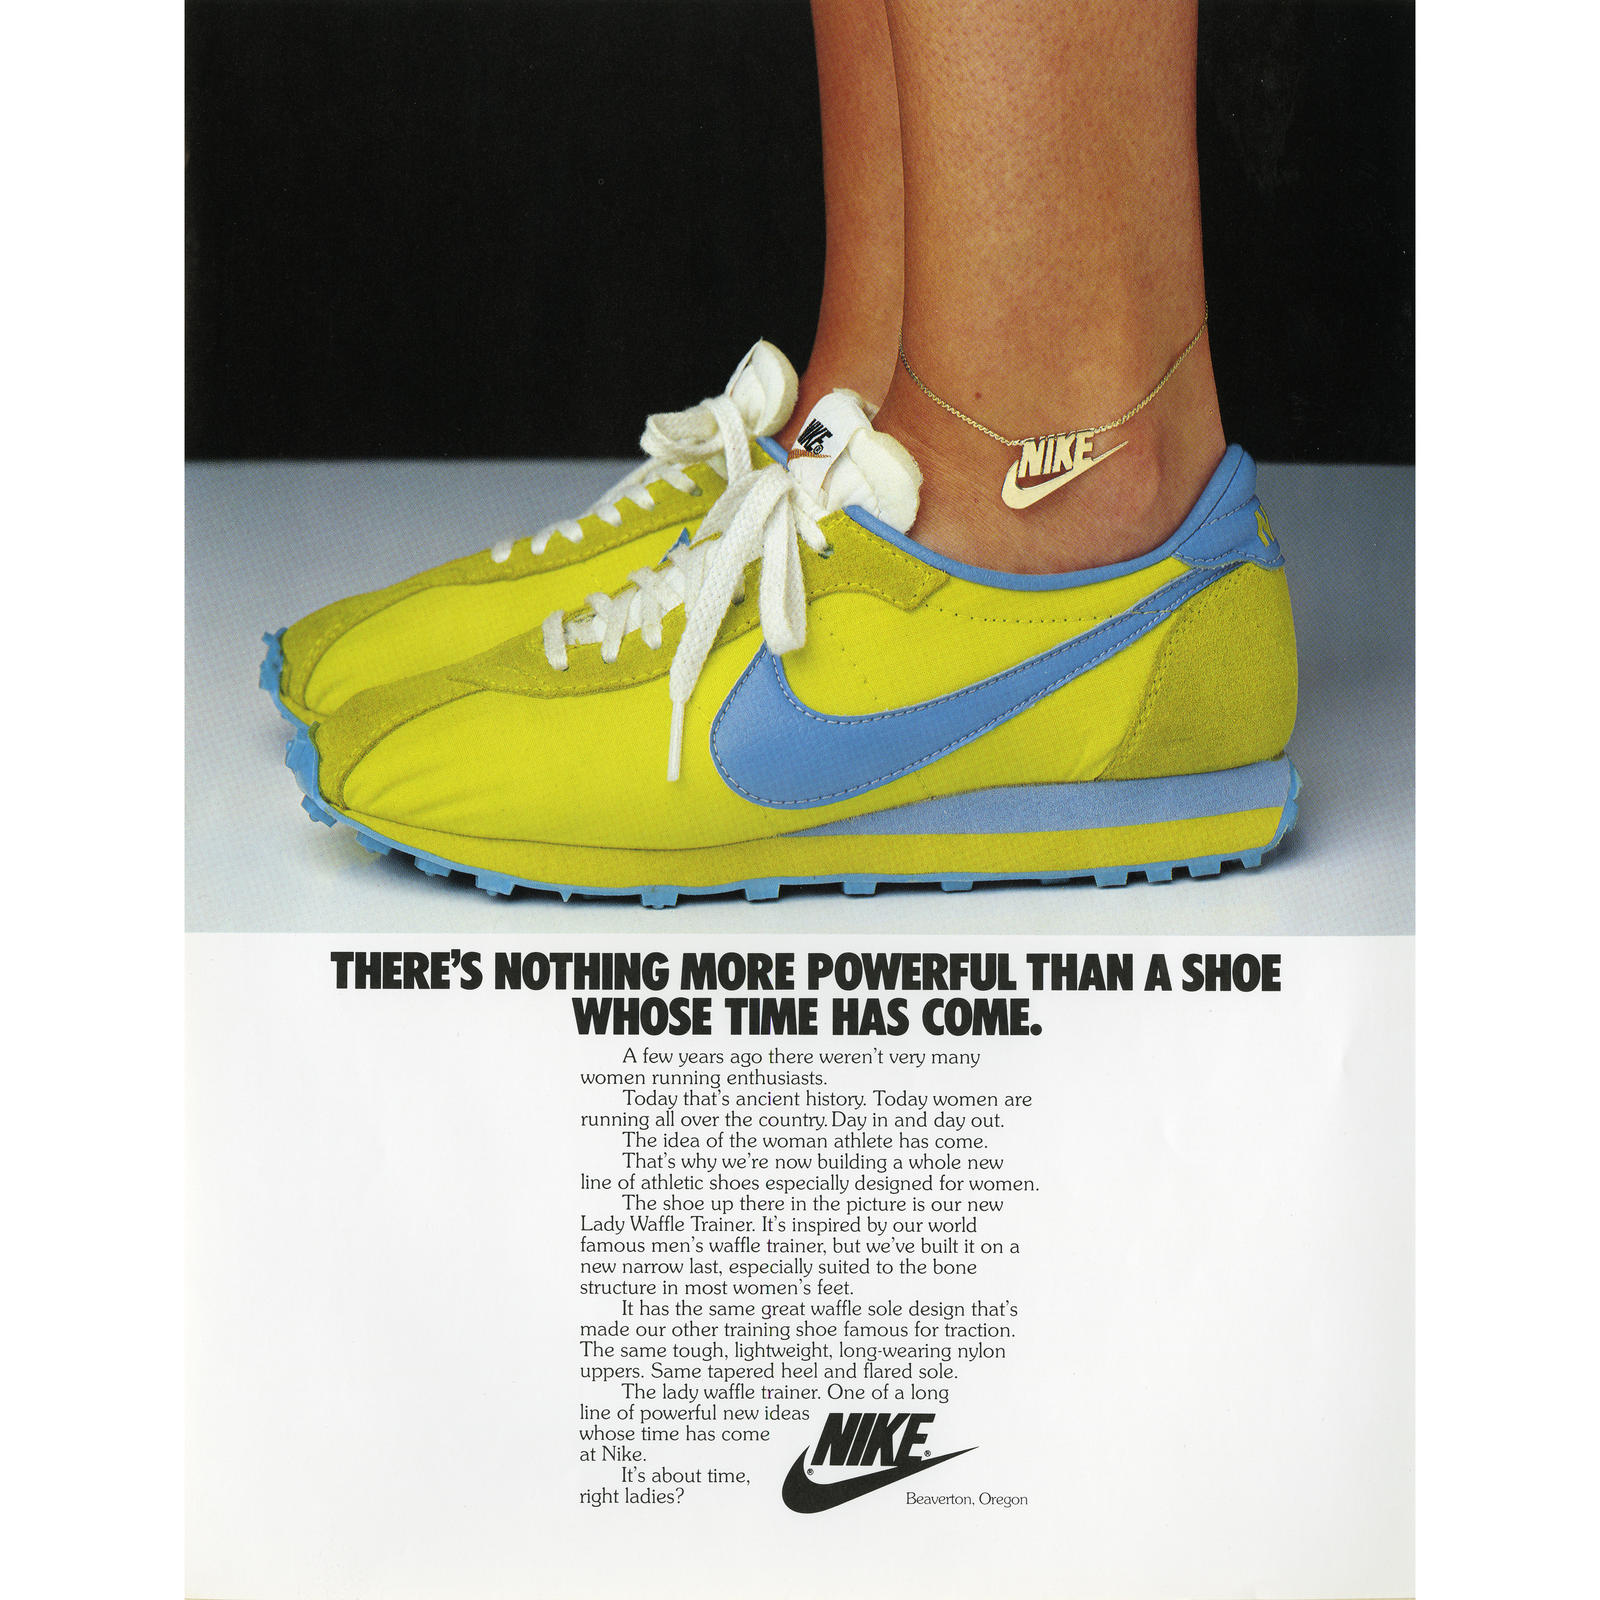 NIKE
NIKE
THERE'S NOTHING MORE POWERFUL THAN A SHOE
WHOSE TIME HAS COME.
A few years ago there weren't very many
women running enthusiasts.
Today that's ancient history. Today women are
running all over the country. Day in and day out.
The idea of the woman athlete has come.
That's why we're now building a whole new
line of athletic shoes especially designed for women.
The shoe up there in the picture is our new
Lady Waffle Trainer. It's inspired by our world
famous men's waffle trainer, but we've built it on a
new narrow last, especially suited to the bone
structure in most women's feet.
It has the same great waffle sole design that's
made our other training shoe famous for traction.
The same tough, lightweight, long-wearing nylon
uppers. Same tapered heel and flared sole.
The lady waffle trainer. One of a long
line of powerful new ideas
whose time has come
at Nike.
It's about time,
right ladies?
NIKE®
®
Beaverton, Oregon